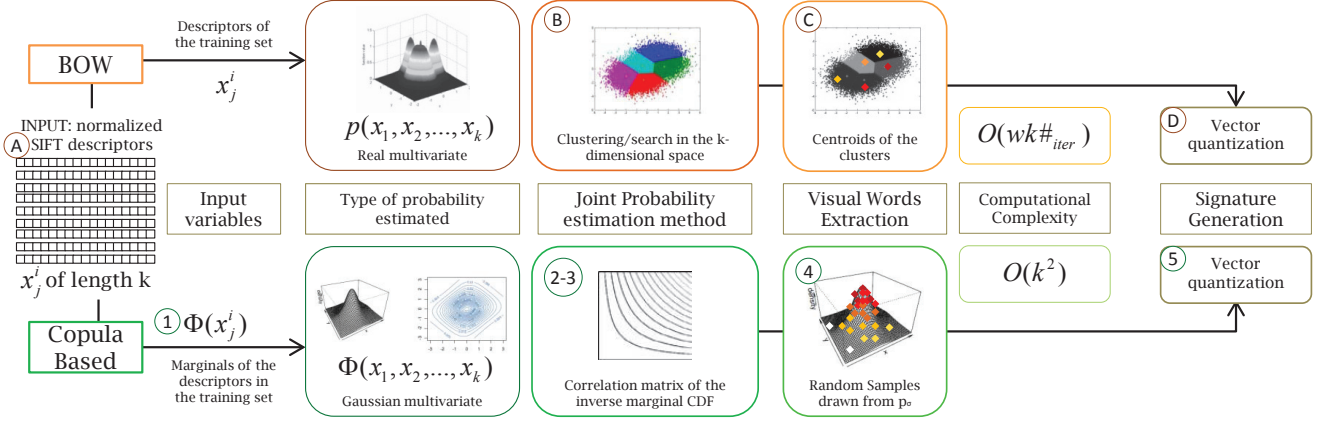 BOW
Descriptors of
the training set
x_j^i
p(x_1, x_2, ..., x_k)
Real multivariate
B
Clustering/search in the k-
dimensional space
C
Centroids of the
clusters
O(wk#_iter)
D
Vector
quantization
A
INPUT: normalized
SIFT descriptors
x_j^i of length k
Input
variables
Type of probability
estimated
Joint Probability
estimation method
Visual Words
Extraction
Computational
Complexity
Signature
Generation
Copula
Based
1
Φ(x_j^i)
Marginals of the
descriptors in
the training set
Φ(x_1, x_2, ..., x_k)
Gaussian multivariate
2-3
Correlation matrix of the
inverse marginal CDF
4
Random Samples
drawn from p_σ
O(k^2)
5
Vector
quantization